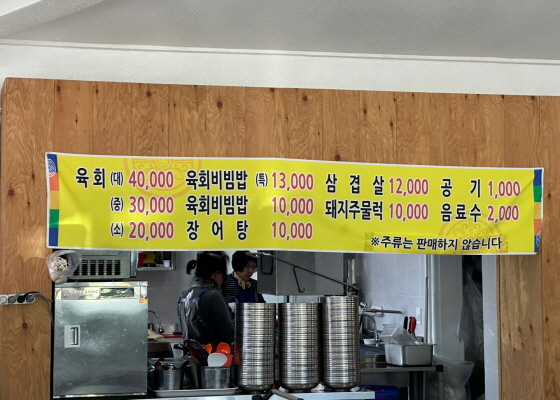 육회 (대) 40,000 육회비빔밥 (특) 13,000 삼겹살 12,000 공기 1,000
(중) 30,000 육회비빔밥 10,000 돼지주물럭 10,000 음료수 2,000
(소) 20,000 장어탕 10,000
※주류는 판매하지 않습니다